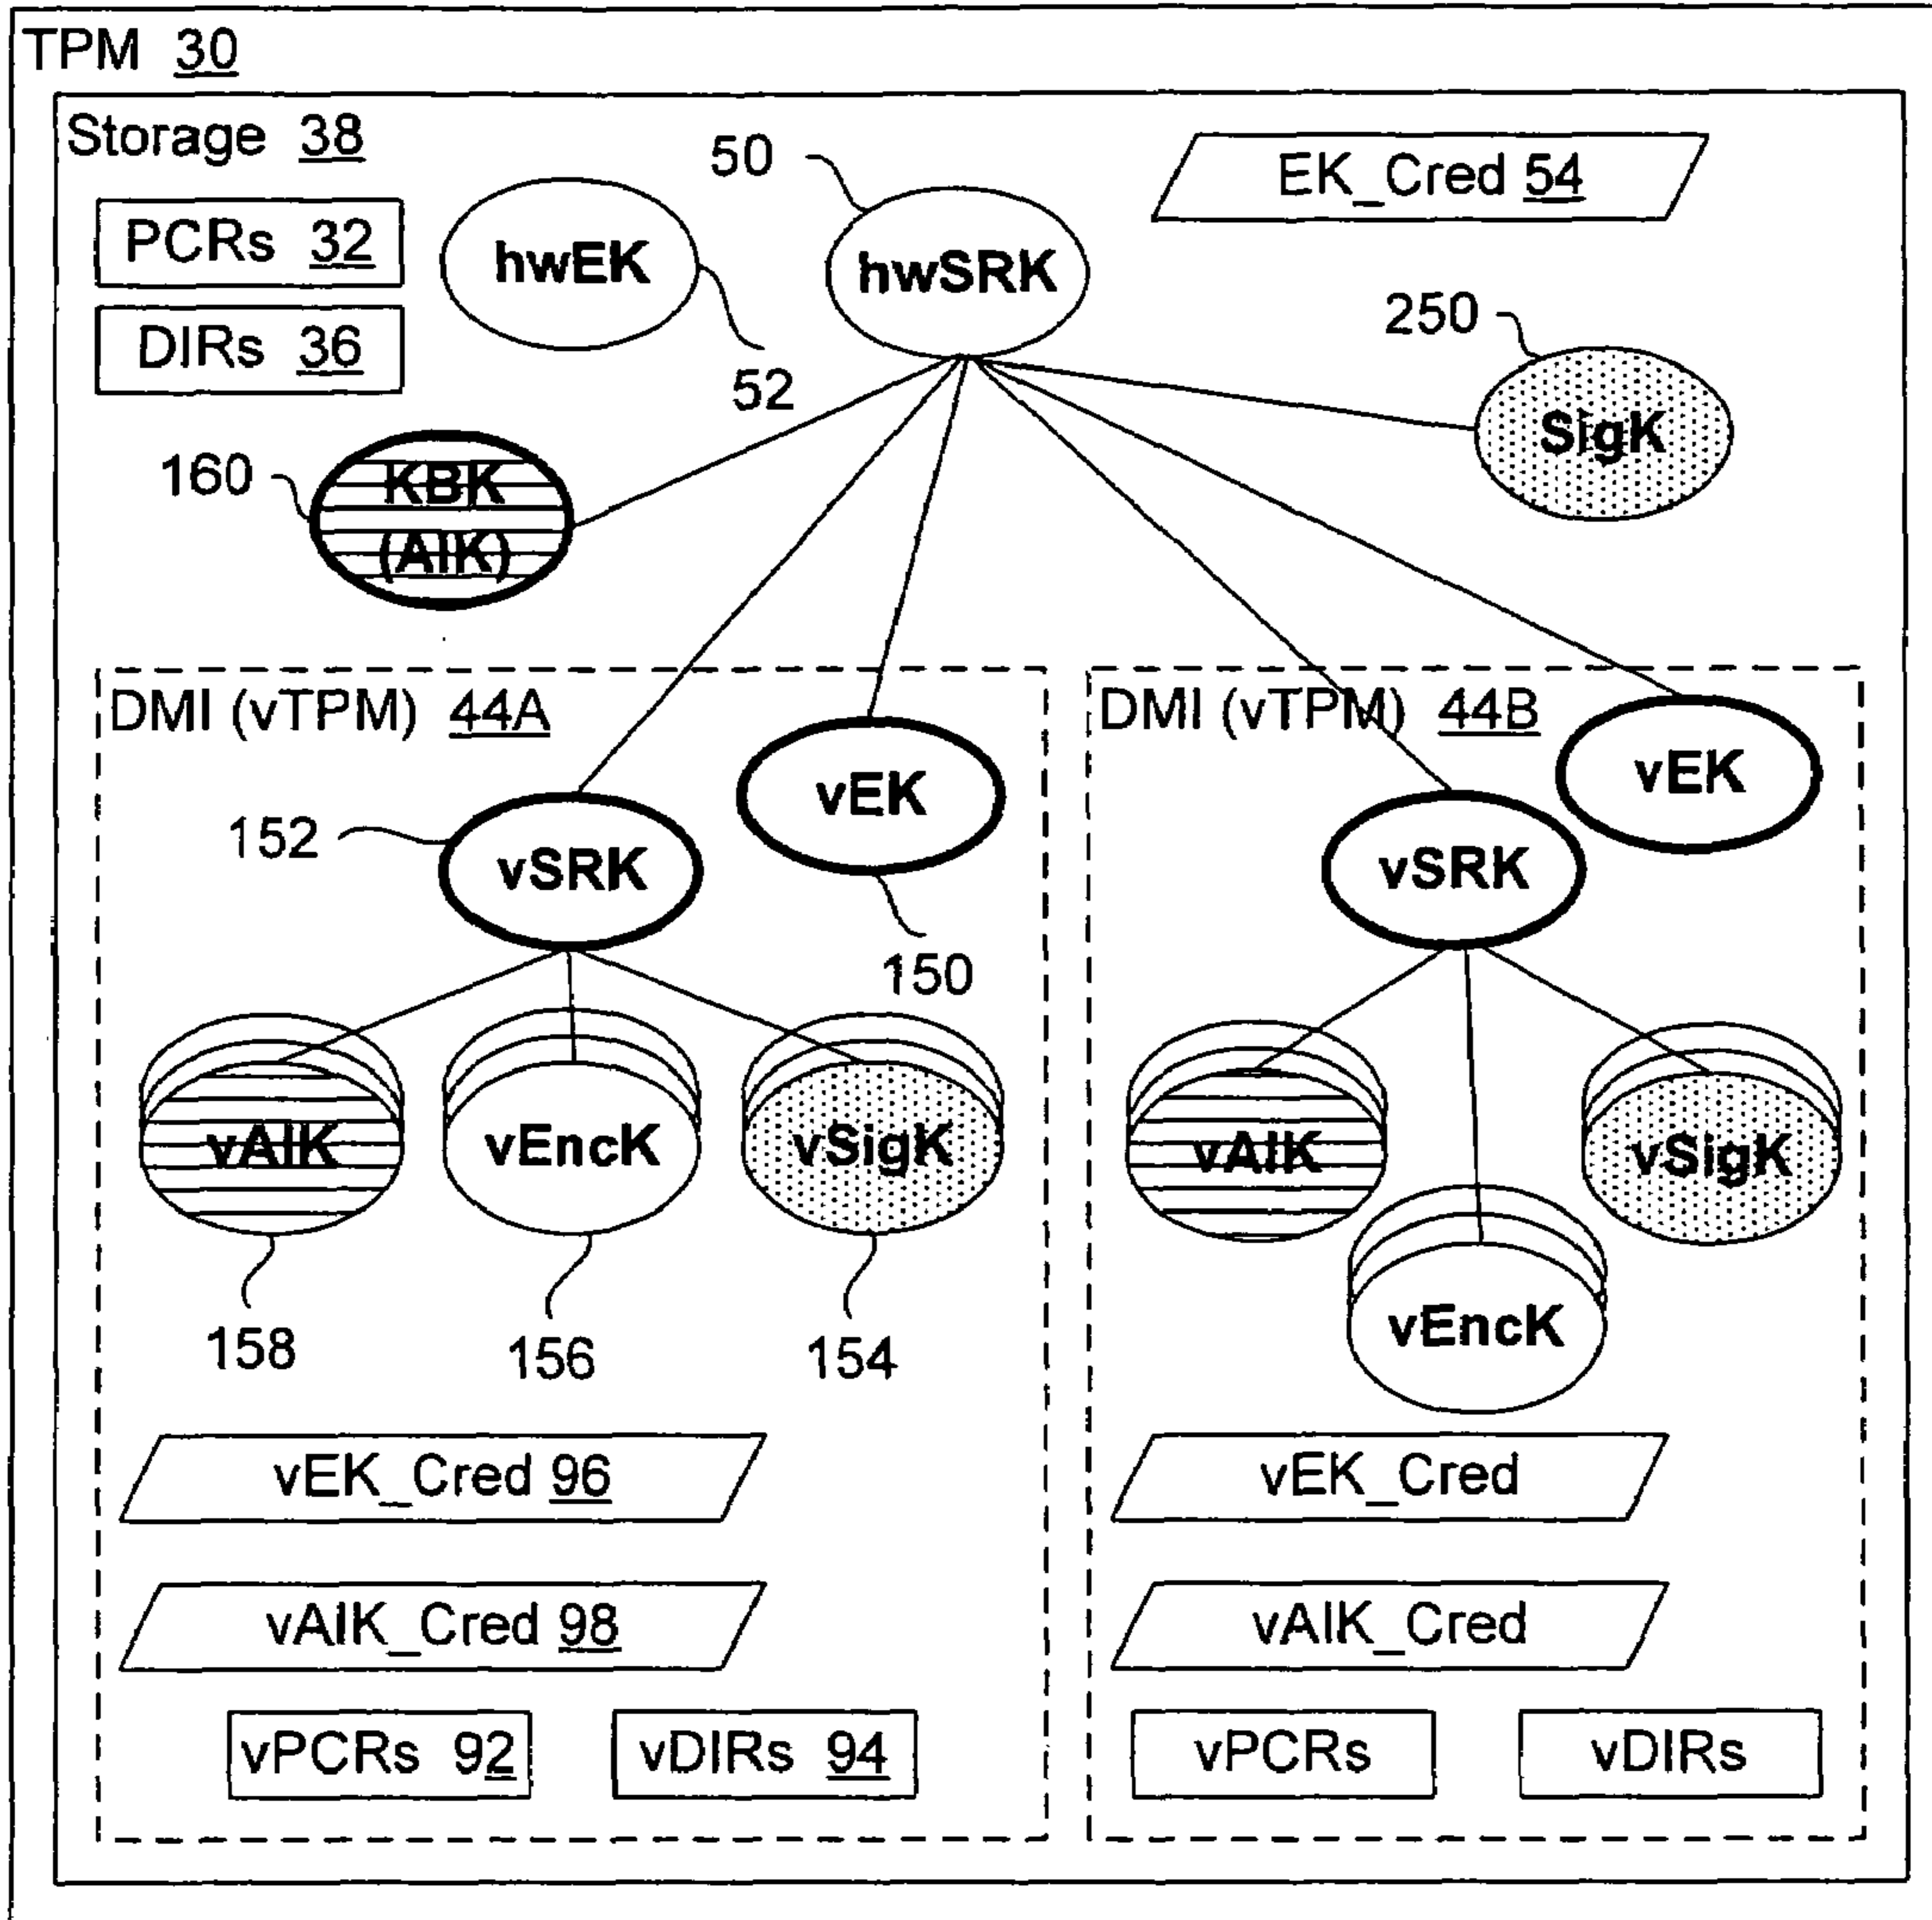 TPM 30
Storage 38
50
EK_Cred 54
PCRs 32
hwEK
hwSRK
DIRs 36
52
250
SigK
160
KBK
(AIK)
DMI (vTPM) 44A
DMI (vTPM) 44B
vEK
vEK
152
vSRK
vSRK
150
vAIK
vEncK
vSigK
vAIK
vSigK
158
156
154
vEncK
vEK_Cred 96
vEK_Cred
vAIK_Cred 98
vAIK_Cred
vPCRs 92
vDIRs 94
vPCRs
vDIRs